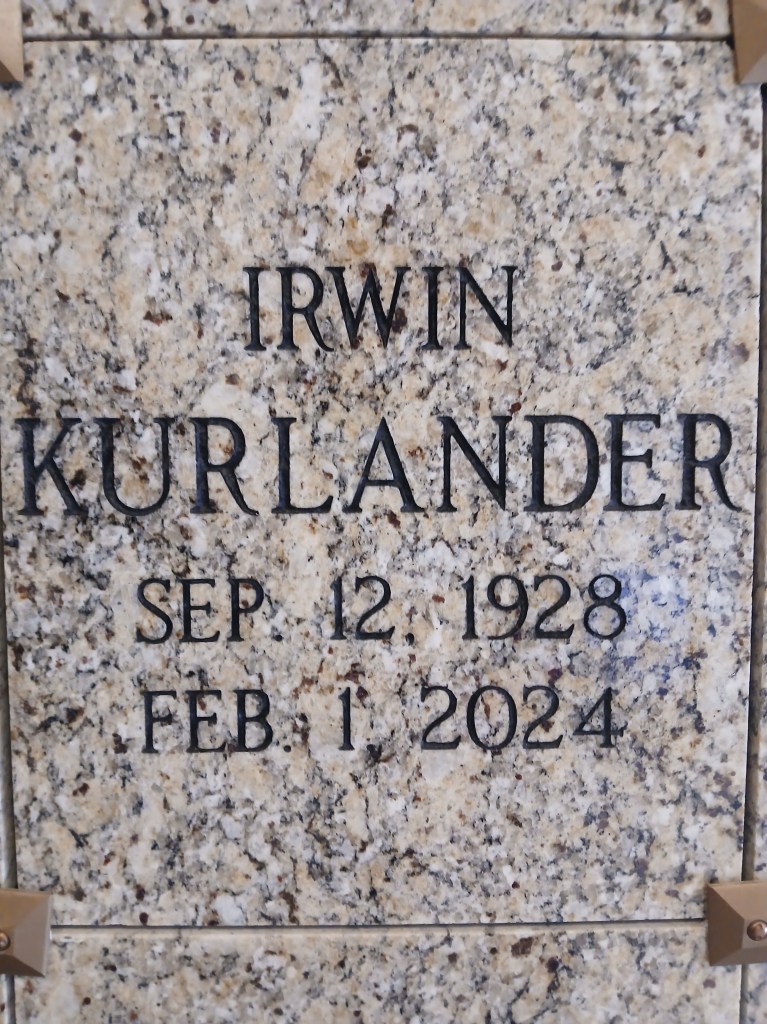 IRWIN
KURLANDER
SEP. 12, 1928
FEB. 1, 2024